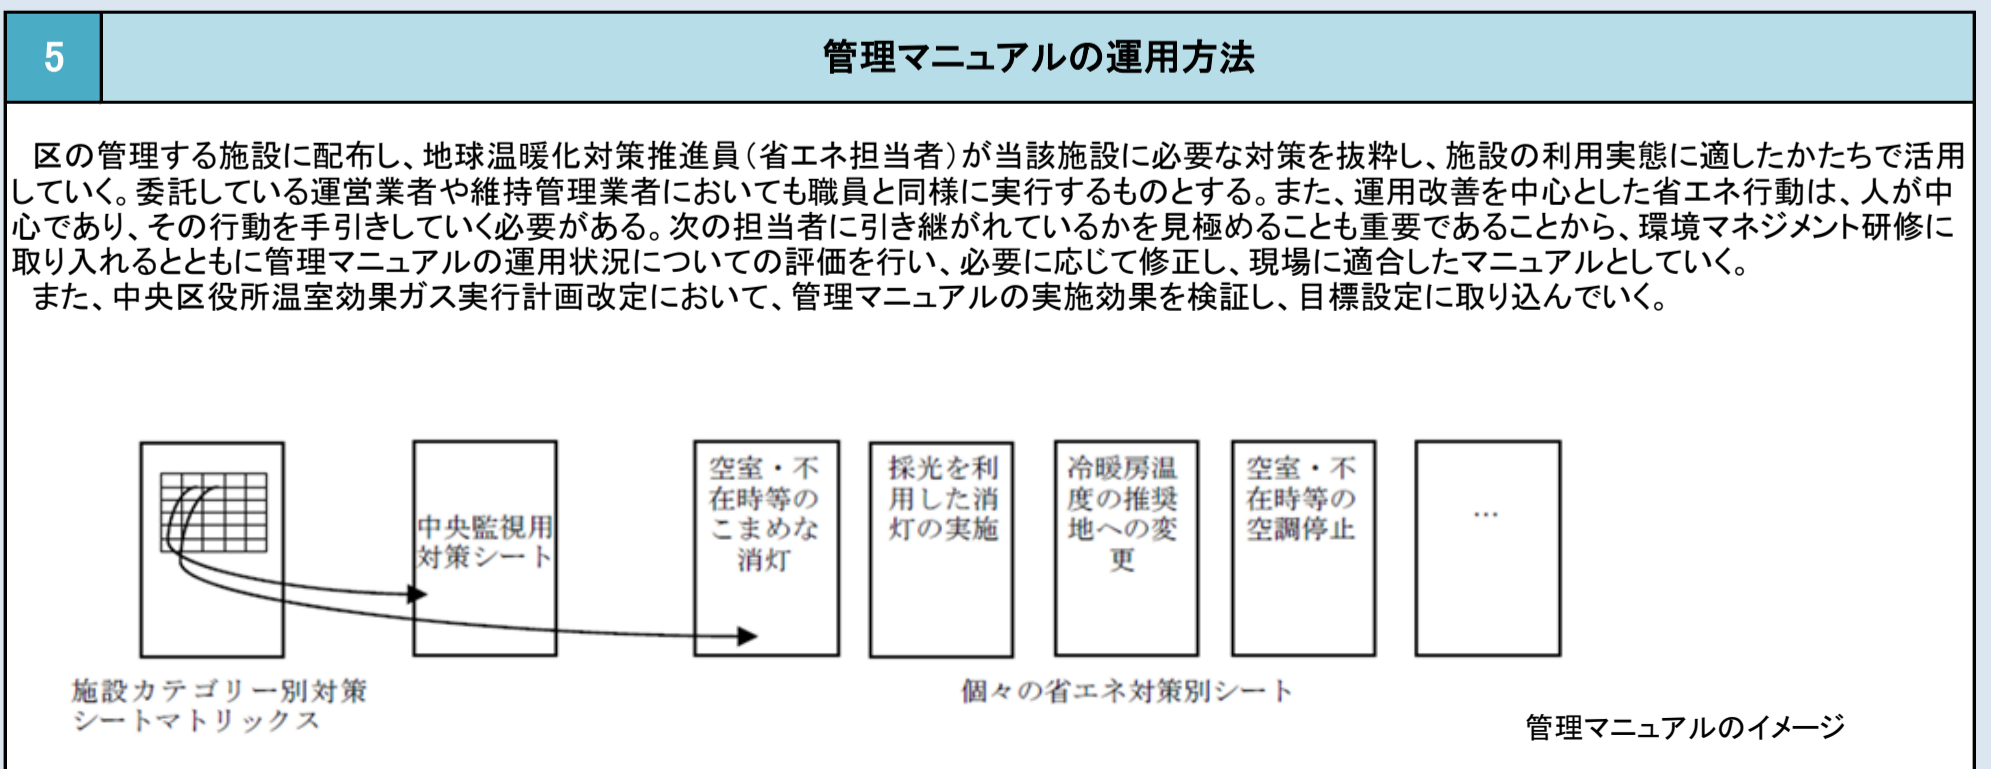 5
管理マニュアルの運用方法
区の管理する施設に配布し、地球温暖化対策推進員(省エネ担当者)が当該施設に必要な対策を抜粋し、施設の利用実態に適したかたちで活用
していく。委託している運営業者や維持管理業者においても職員と同様に実行するものとする。また、運用改善を中心とした省エネ行動は、人が中
心であり、その行動を手引きしていく必要がある。次の担当者に引き継がれているかを見極めることも重要であることから、環境マネジメント研修に
取り入れるとともに管理マニュアルの運用状況についての評価を行い、必要に応じて修正し、現場に適合したマニュアルとしていく。
また、中央区役所温室効果ガス実行計画改定において、管理マニュアルの実施効果を検証し、目標設定に取り込んでいく。
中央監視用
対策シート
空室・不
在時等の
こまめな
消灯
採光を利
用した消
灯の実施
冷暖房温
度の推奨
地への変
更
空室・不
在時等の
空調停止
…
施設カテゴリー別対策
シートマトリックス
個々の省エネ対策別シート
管理マニュアルのイメージ